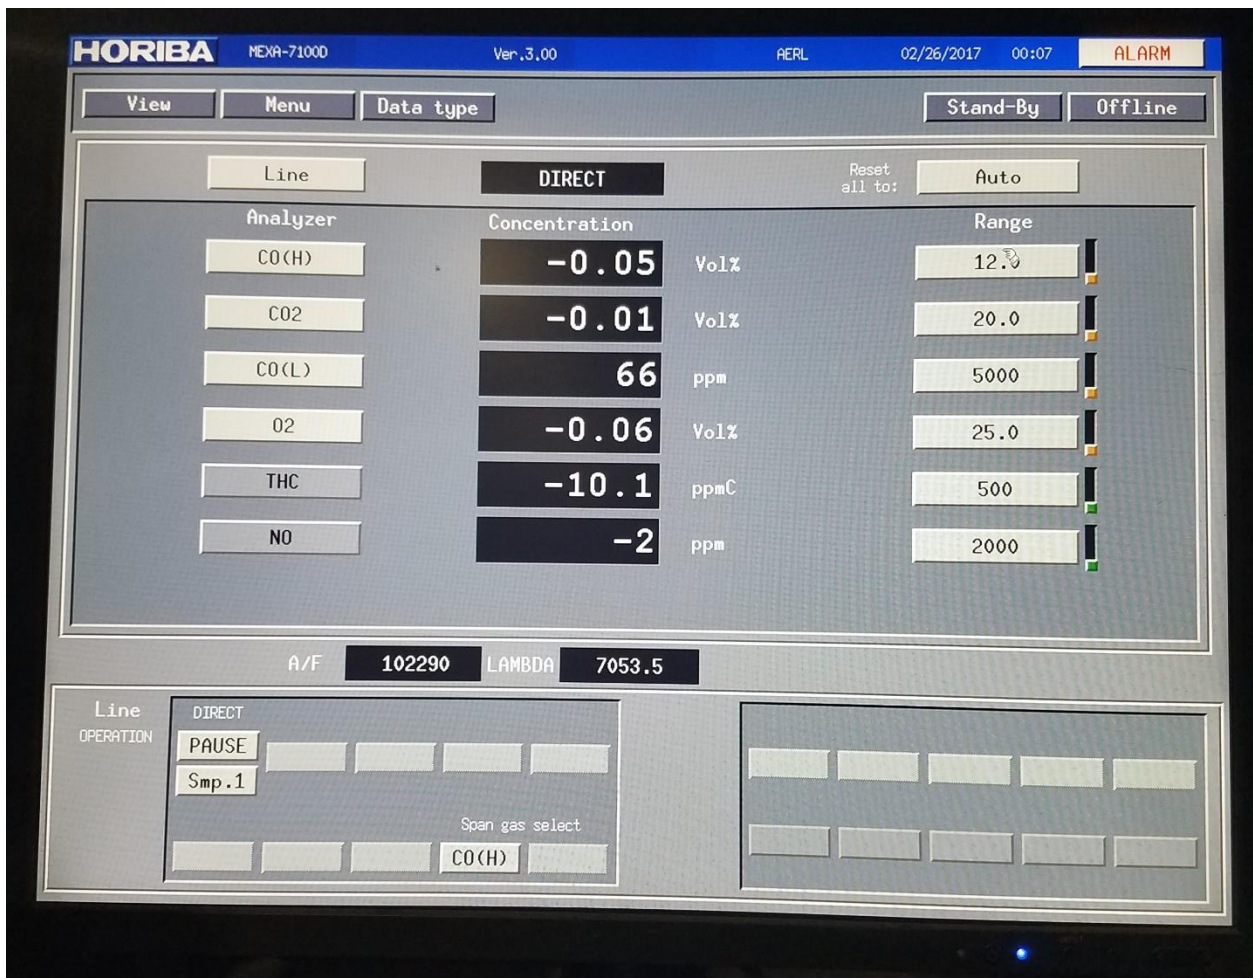 HORIBA MEXA-7100D Ver.3.00 AERL 02/26/2017 00:07 ALARM
View Menu Data type Stand-By Offline
Line DIRECT Reset all to: Auto
Analyzer Concentration Range
CO(H) -0.05 Vol% 12.0
CO2 -0.01 Vol% 20.0
CO(L) 66 ppm 5000
O2 -0.06 Vol% 25.0
THC -10.1 ppmC 500
NO -2 ppm 2000
A/F 102290 LAMBDA 7053.5
Line DIRECT
OPERATION PAUSE
Smp.1
Span gas select
CO(H)